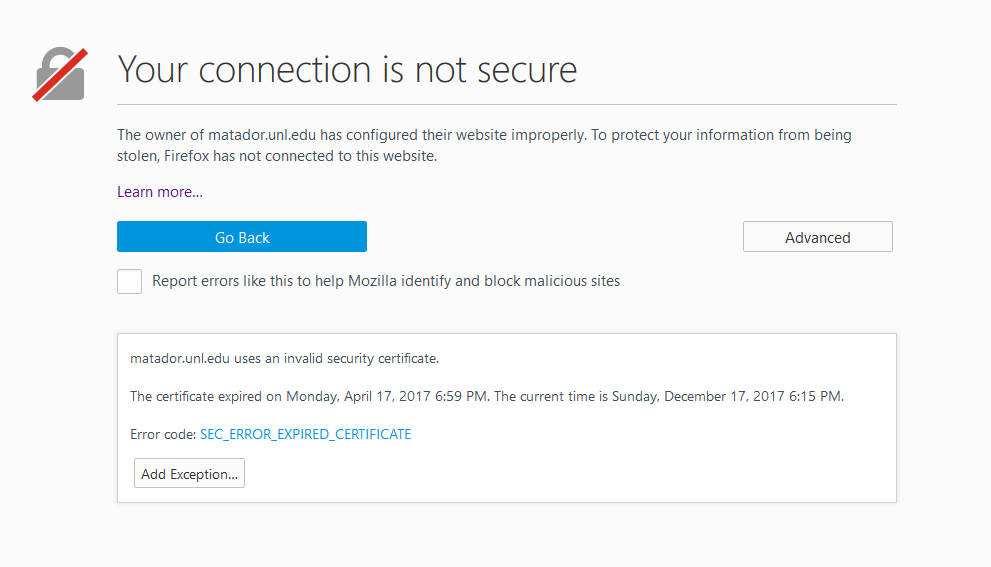 Your connection is not secure
The owner of matador.unl.edu has configured their website improperly. To protect your information from being
stolen, Firefox has not connected to this website.
Learn more...
Go Back
Advanced
Report errors like this to help Mozilla identify and block malicious sites
matador.unl.edu uses an invalid security certificate.
The certificate expired on Monday, April 17, 2017 6:59 PM. The current time is Sunday, December 17, 2017 6:15 PM.
Error code: SEC_ERROR_EXPIRED_CERTIFICATE
Add Exception...